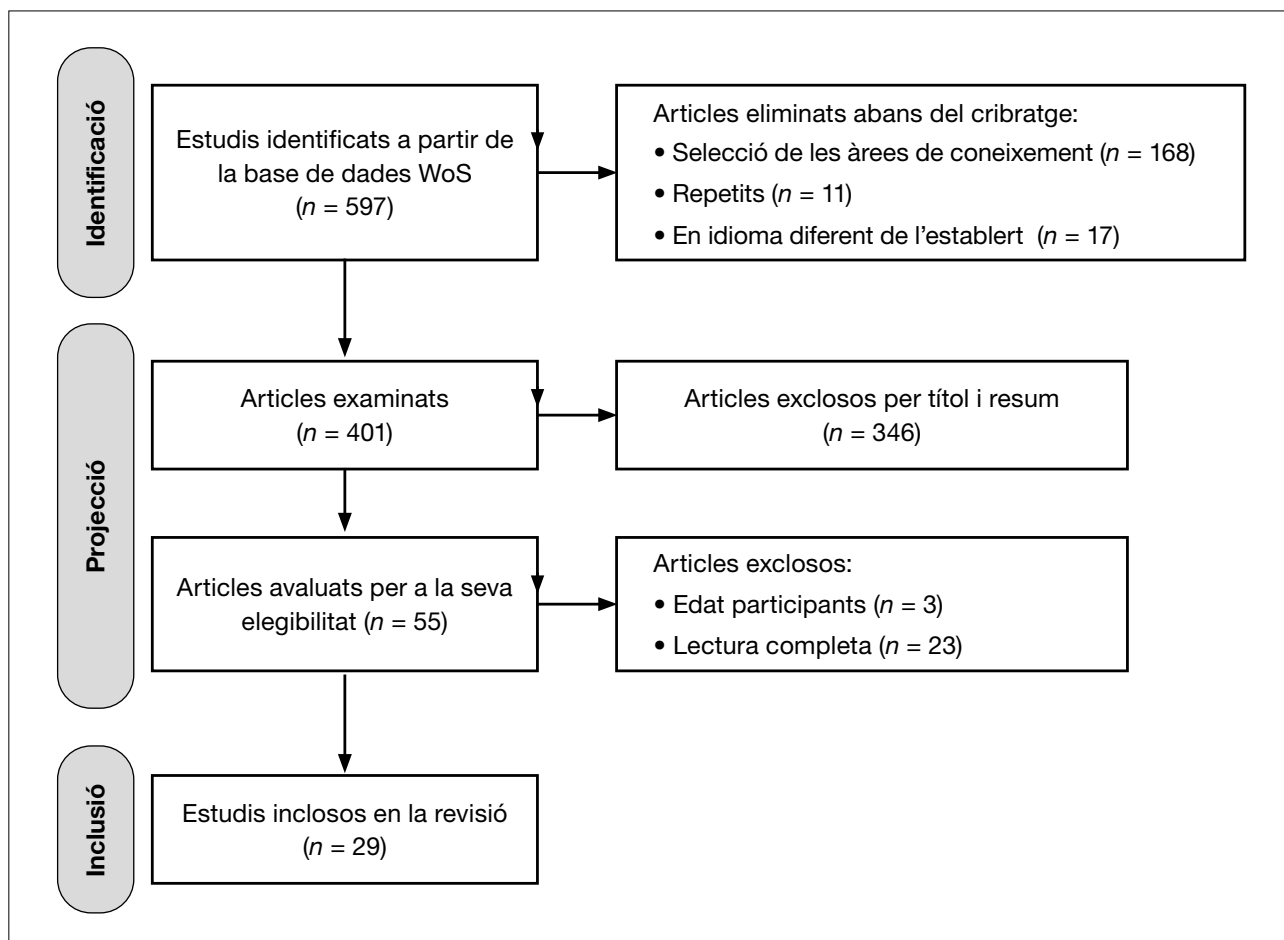 Identificació
Estudis identificats a partir de
la base de dades WoS
(n = 597)
Articles eliminats abans del cribratge:
• Selecció de les àrees de coneixement (n = 168)
• Repetits (n = 11)
• En idioma diferent de l’establert (n = 17)
Projecció
Articles examinats
(n = 401)
Articles exclosos per títol i resum
(n = 346)
Articles avaluats per a la seva
elegibilitat (n = 55)
Articles exclosos:
• Edat participants (n = 3)
• Lectura completa (n = 23)
Inclusió
Estudis inclosos en la revisió
(n = 29)